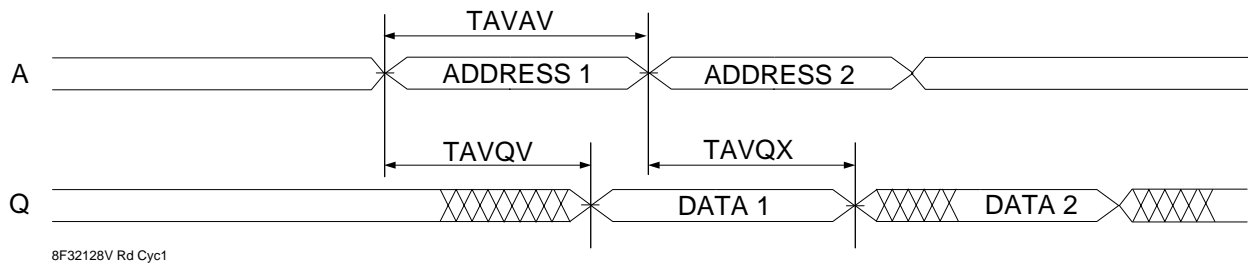 TAVAV
A
ADDRESS 1
ADDRESS 2
TAVQV
TAVQX
Q
DATA 1
DATA 2
8F32128V Rd Cyc1